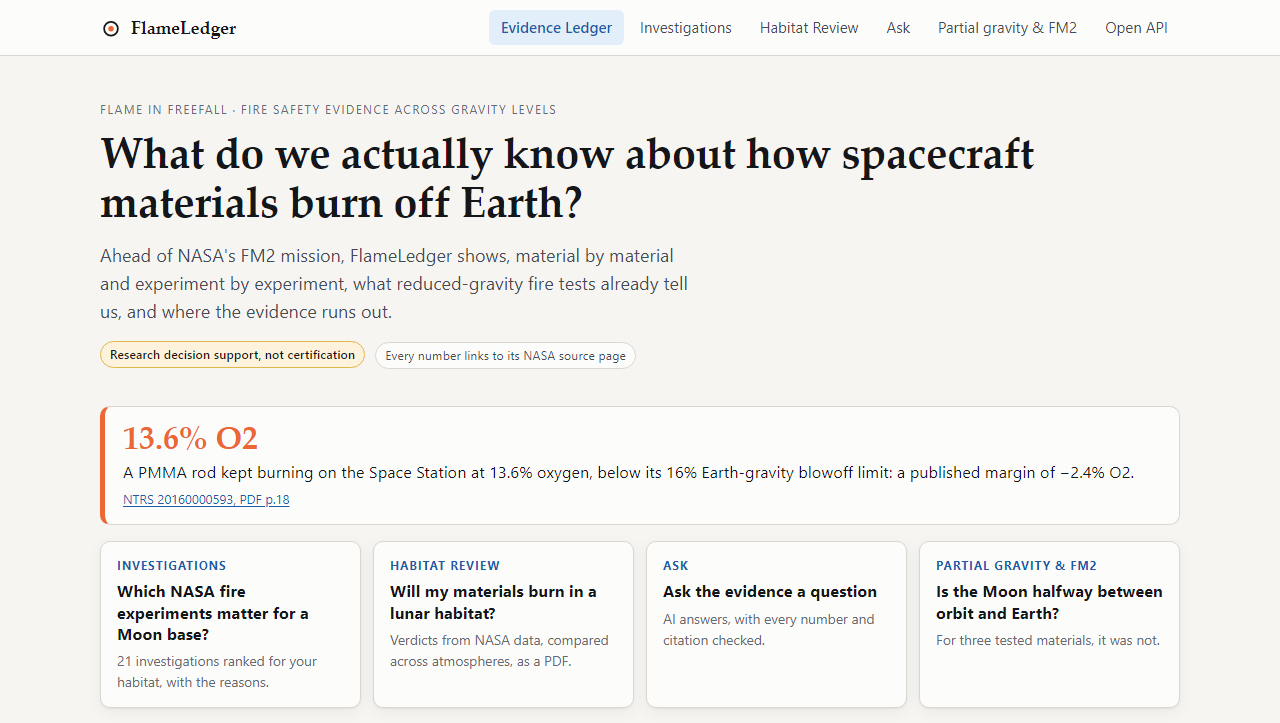 FlameLedger
Evidence Ledger
Investigations
Habitat Review
Ask
Partial gravity & FM2
Open API
FLAME IN FREEFALL · FIRE SAFETY EVIDENCE ACROSS GRAVITY LEVELS
What do we actually know about how spacecraft
materials burn off Earth?
Ahead of NASA's FM2 mission, FlameLedger shows, material by material
and experiment by experiment, what reduced-gravity fire tests already tell
us, and where the evidence runs out.
Research decision support, not certification
Every number links to its NASA source page
13.6% O2
A PMMA rod kept burning on the Space Station at 13.6% oxygen, below its 16% Earth-gravity blowoff limit: a published margin of −2.4% O2.
NTRS 20160000593, PDF p.18
INVESTIGATIONS
Which NASA fire
experiments matter for a
Moon base?
21 investigations ranked for your
habitat, with the reasons.
HABITAT REVIEW
Will my materials burn in a
lunar habitat?
Verdicts from NASA data, compared
across atmospheres, as a PDF.
ASK
Ask the evidence a question
AI answers, with every number and
citation checked.
PARTIAL GRAVITY & FM2
Is the Moon halfway between
orbit and Earth?
For three tested materials, it was not.